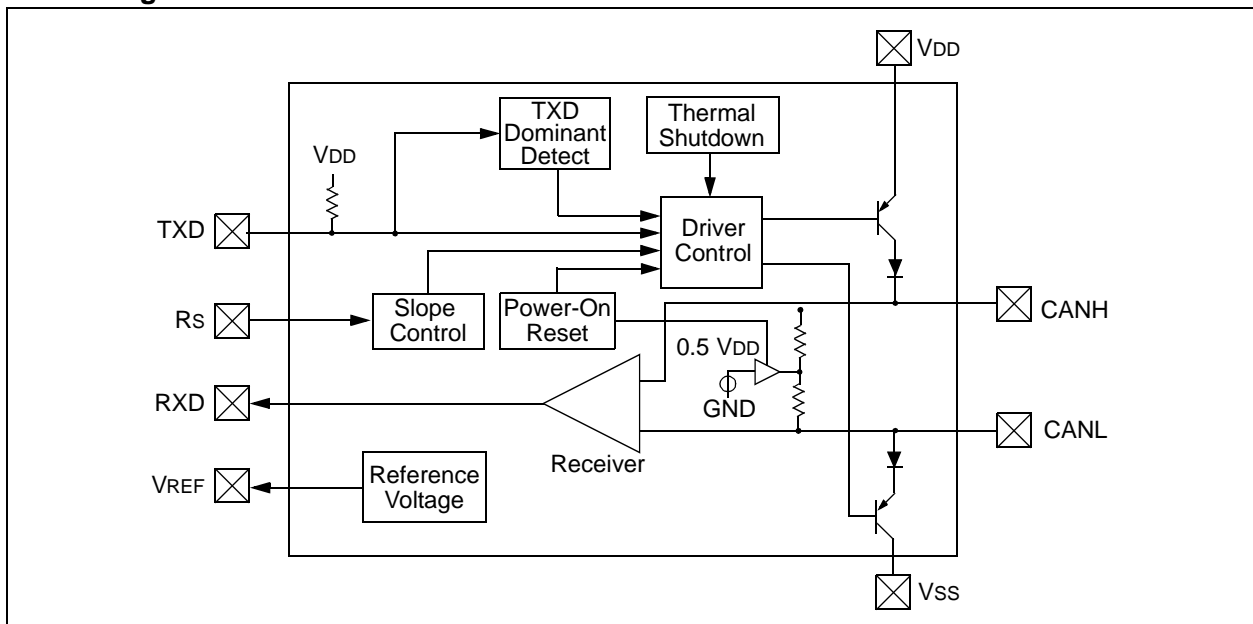 VDD
TXD
Dominant
Detect
Thermal
Shutdown
VDD
TXD
Driver
Control
RS
Slope
Control
Power-On
Reset
CANH
0.5 VDD
RXD
GND
CANL
Receiver
VREF
Reference
Voltage
VSS